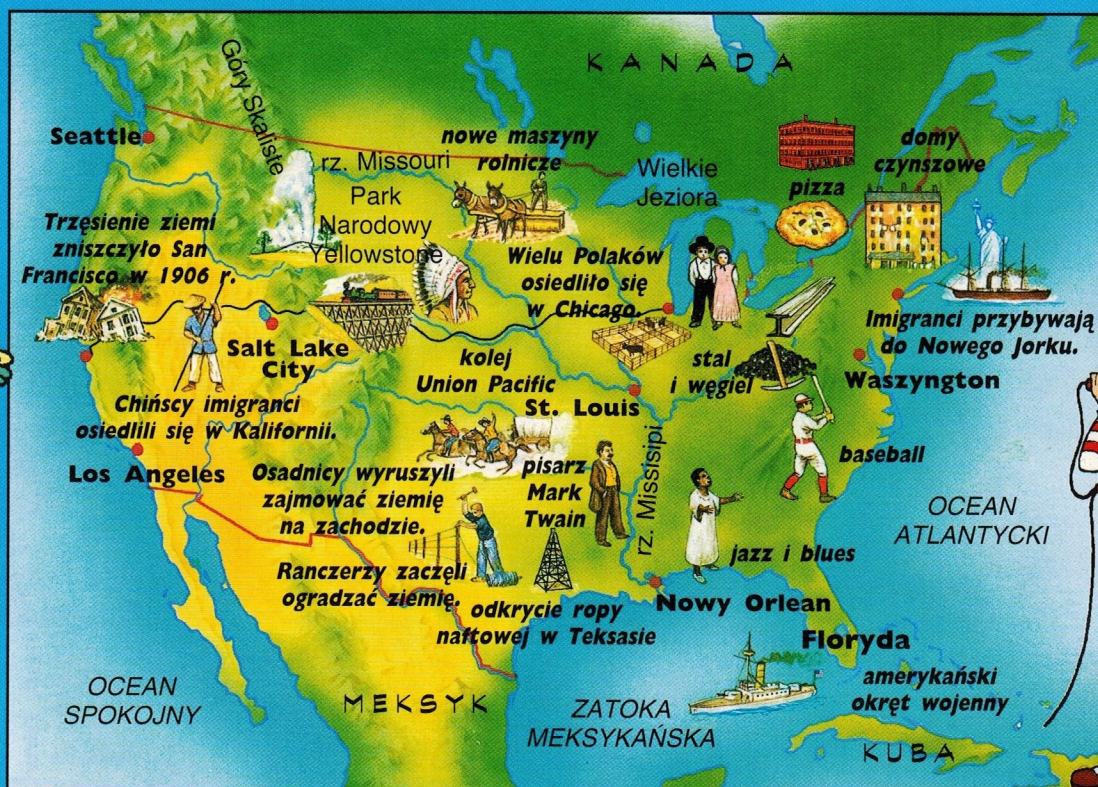 KANADA
Góry Skaliste
Seattle
nowe maszyny
rolnicze
domy
czynszowe
rz. Missouri
Wielkie
Jeziora
pizza
Park
Narodowy
Yellowstone
Trzęsienie ziemi
zniszczyło San
Francisco w 1906 r.
Wielu Polaków
osiedliło się
w Chicago.
Imigranci przybywają
do Nowego Jorku.
Salt Lake
City
kolej
Union Pacific
stal
i węgiel
Waszyngton
Chińscy imigranci
osiedlili się w Kalifornii.
St. Louis
Los Angeles
Osadnicy wyruszyli
zajmować ziemię
na zachodzie.
pisarz
Mark
Twain
rz. Missisipi
baseball
OCEAN
ATLANTYCKI
jazz i blues
Ranczerzy zaczęli
ogradzać ziemię.
odkrycie ropy
naftowej w Teksasie
Nowy Orlean
Floryda
amerykański
okręt wojenny
OCEAN
SPOKOJNY
MEKSYK
ZATOKA
MEKSYKAŃSKA
KUBA